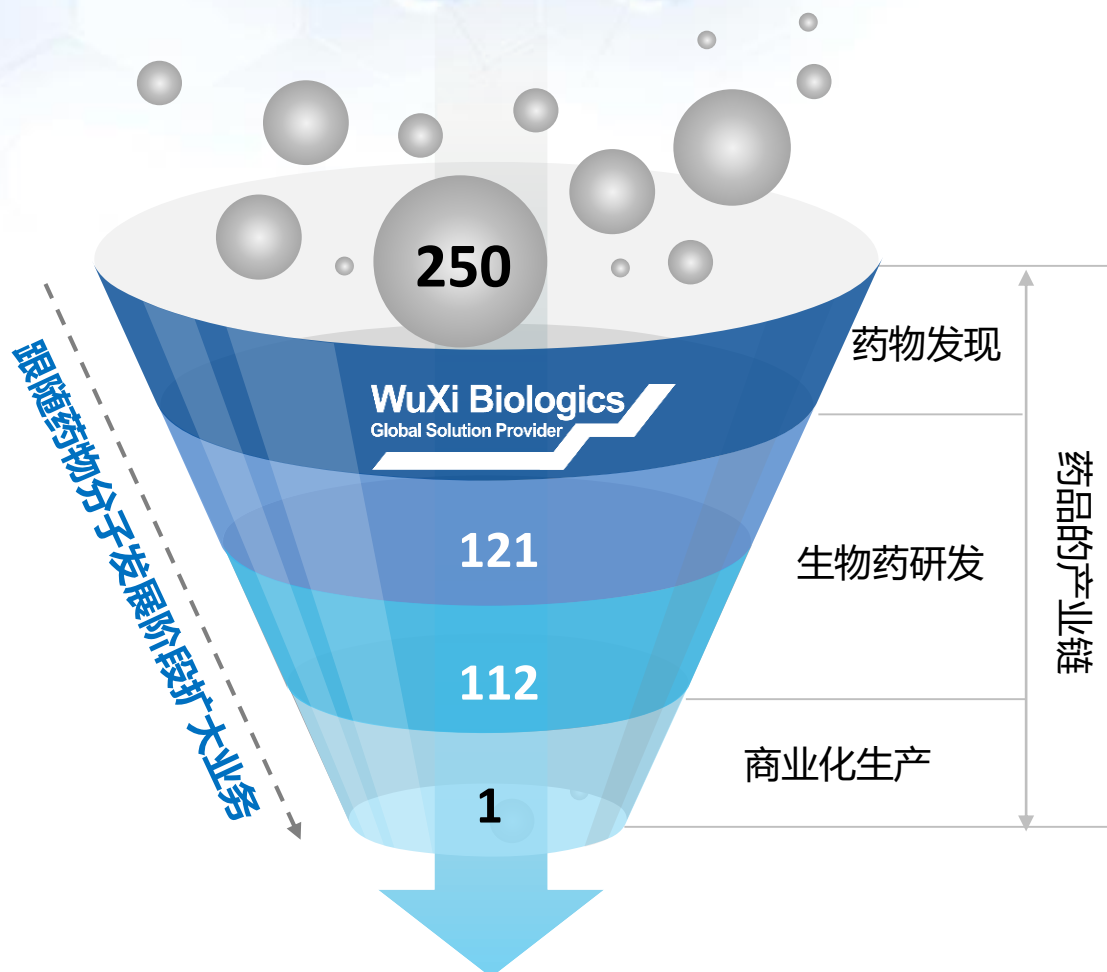 250
药物发现
WuXi Biologics
Global Solution Provider
跟随药物分子发展阶段扩大业务
121
生物药研发
药品的产业链
112
商业化生产
1